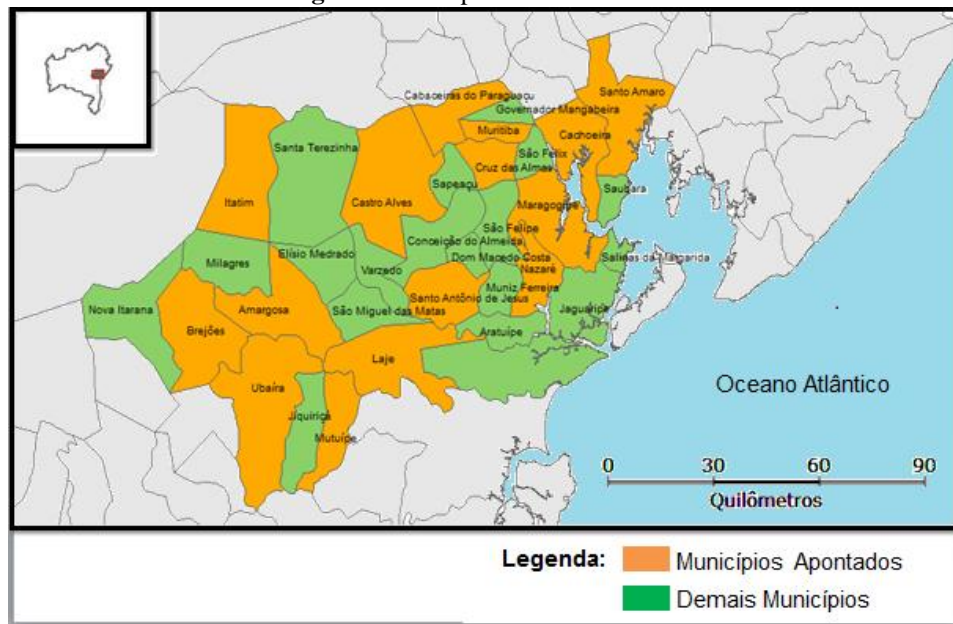 Santo Amaro
Cabaceiras do Paraguaçu
Governador Mangabeira
Muritiba
Cachoeira
Santa Terezinha
São Felix
Cruz das Almas
Sapeaçu
Saubara
Itatim
Castro Alves
Maragogipe
São Felipe
Conceição do Almeida
Elísio Medrado
Dom Macedo Costa
Salinas da Margarida
Milagres
Varzedo
Nazaré
Muniz Ferreira
Nova Itarana
Amargosa
São Miguel das Matas
Santo Antônio de Jesus
Jaguaripe
Brejões
Aratuípe
Laje
Ubaíra
Oceano Atlântico
Jiquiriçá
Mutuípe
0 30 60 90
Quilômetros
Legenda:
Municípios Apontados
Demais Municípios